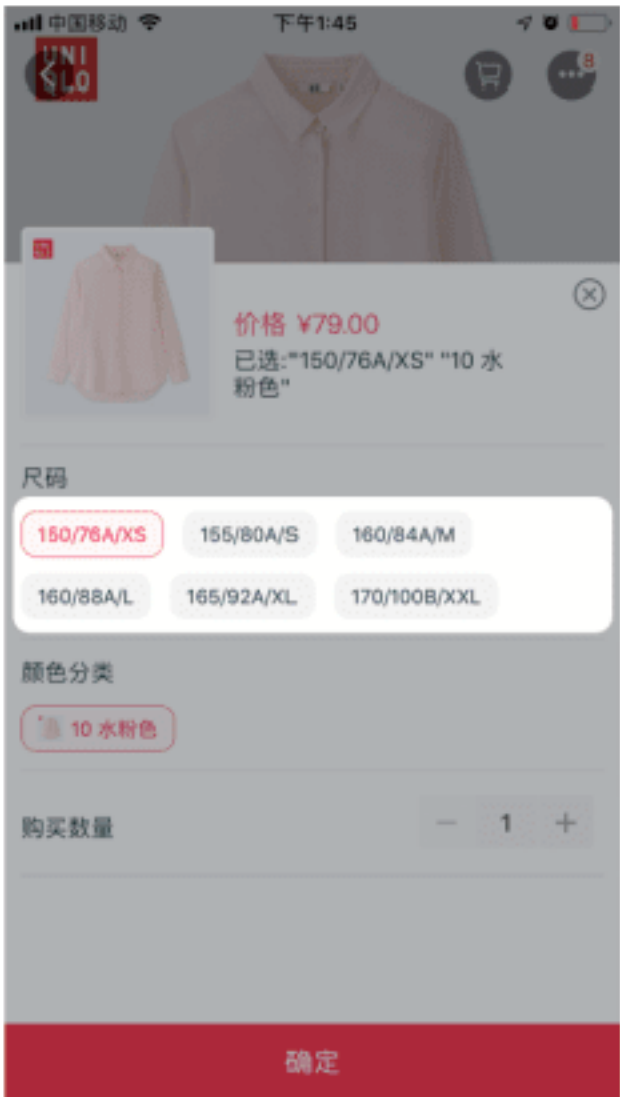 中国移动
下午1:45
UNI
QLO
8
价格 ¥79.00
已选:"150/76A/XS" "10 水
粉色"
尺码
150/76A/XS 155/80A/S 160/84A/M
160/88A/L 165/92A/XL 170/100B/XXL
颜色分类
10 水粉色
购买数量
1
确定